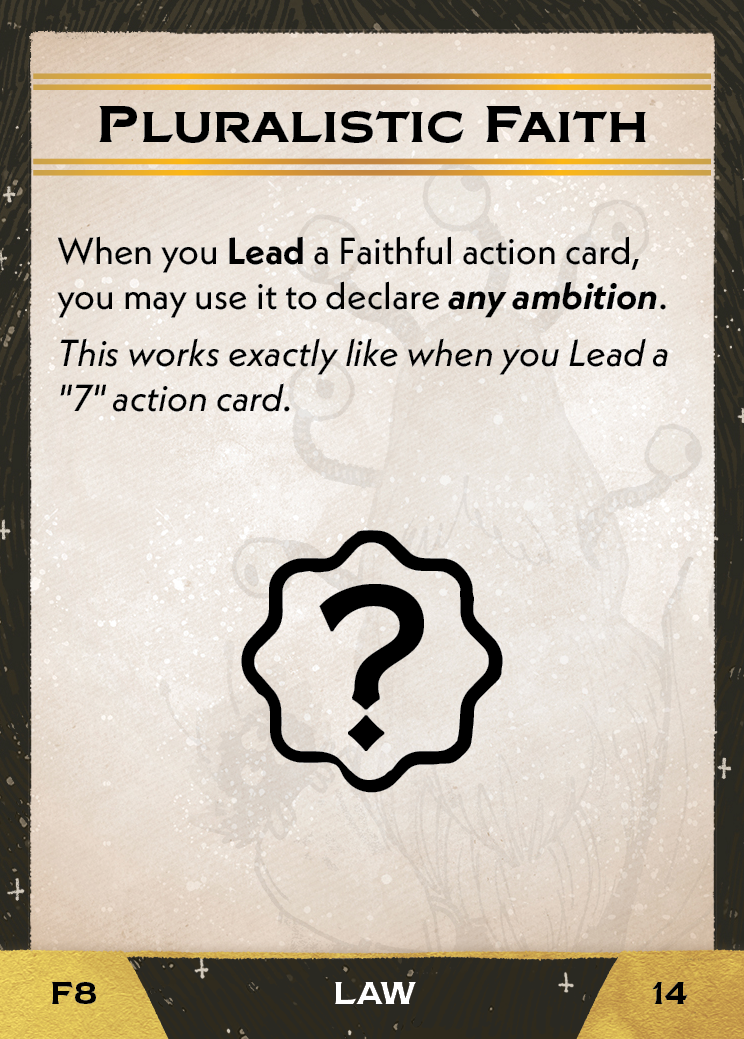 Pluralistic Faith
When you Lead a Faithful action card,
you may use it to declare any ambition.
This works exactly like when you Lead a
"7" action card.
?
F8
LAW
14